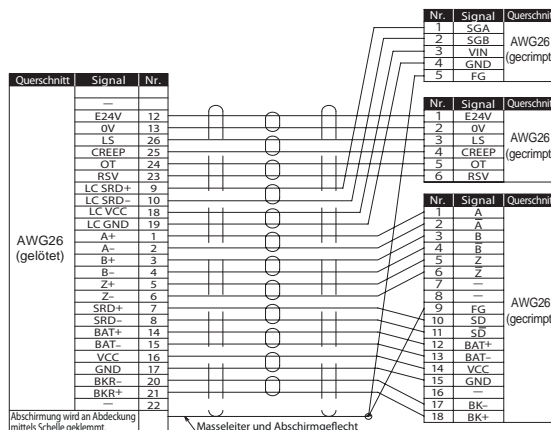 Querschnitt Signal Nr.
—
E24V 12
0V 13
LS 26
CREEP 25
OT 24
RSV 23
LC SRD+ 9
LC SRD− 10
LC VCC 18
LC GND 19
A+ 1
A− 2
B+ 3
B− 4
Z+ 5
Z− 6
SRD+ 7
SRD− 8
BAT+ 14
BAT− 15
VCC 16
GND 17
BKR− 20
BKR+ 21
— 22
AWG26
(gelötet)
Abschirmung wird an Abdeckung
mittels Schelle geklemmt
Masseleiter und Abschirmgeflecht
Nr. Signal Querschnit
1 SGA
2 SGB
3 VIN
4 GND
5 FG
AWG26
(gecrimpt
Nr. Signal Querschnit
1 E24V
2 0V
3 LS
4 CREEP
5 OT
6 RSV
AWG26
(gecrimpt
Nr. Signal Querschnit
1 A
2 A̅
3 B
4 B̅
5 Z
6 Z̅
7 —
8 —
9 FG
10 SD
11 SD̅
12 BAT+
13 BAT−
14 VCC
15 GND
16 —
17 BK−
18 BK+
AWG26
(gecrimpt